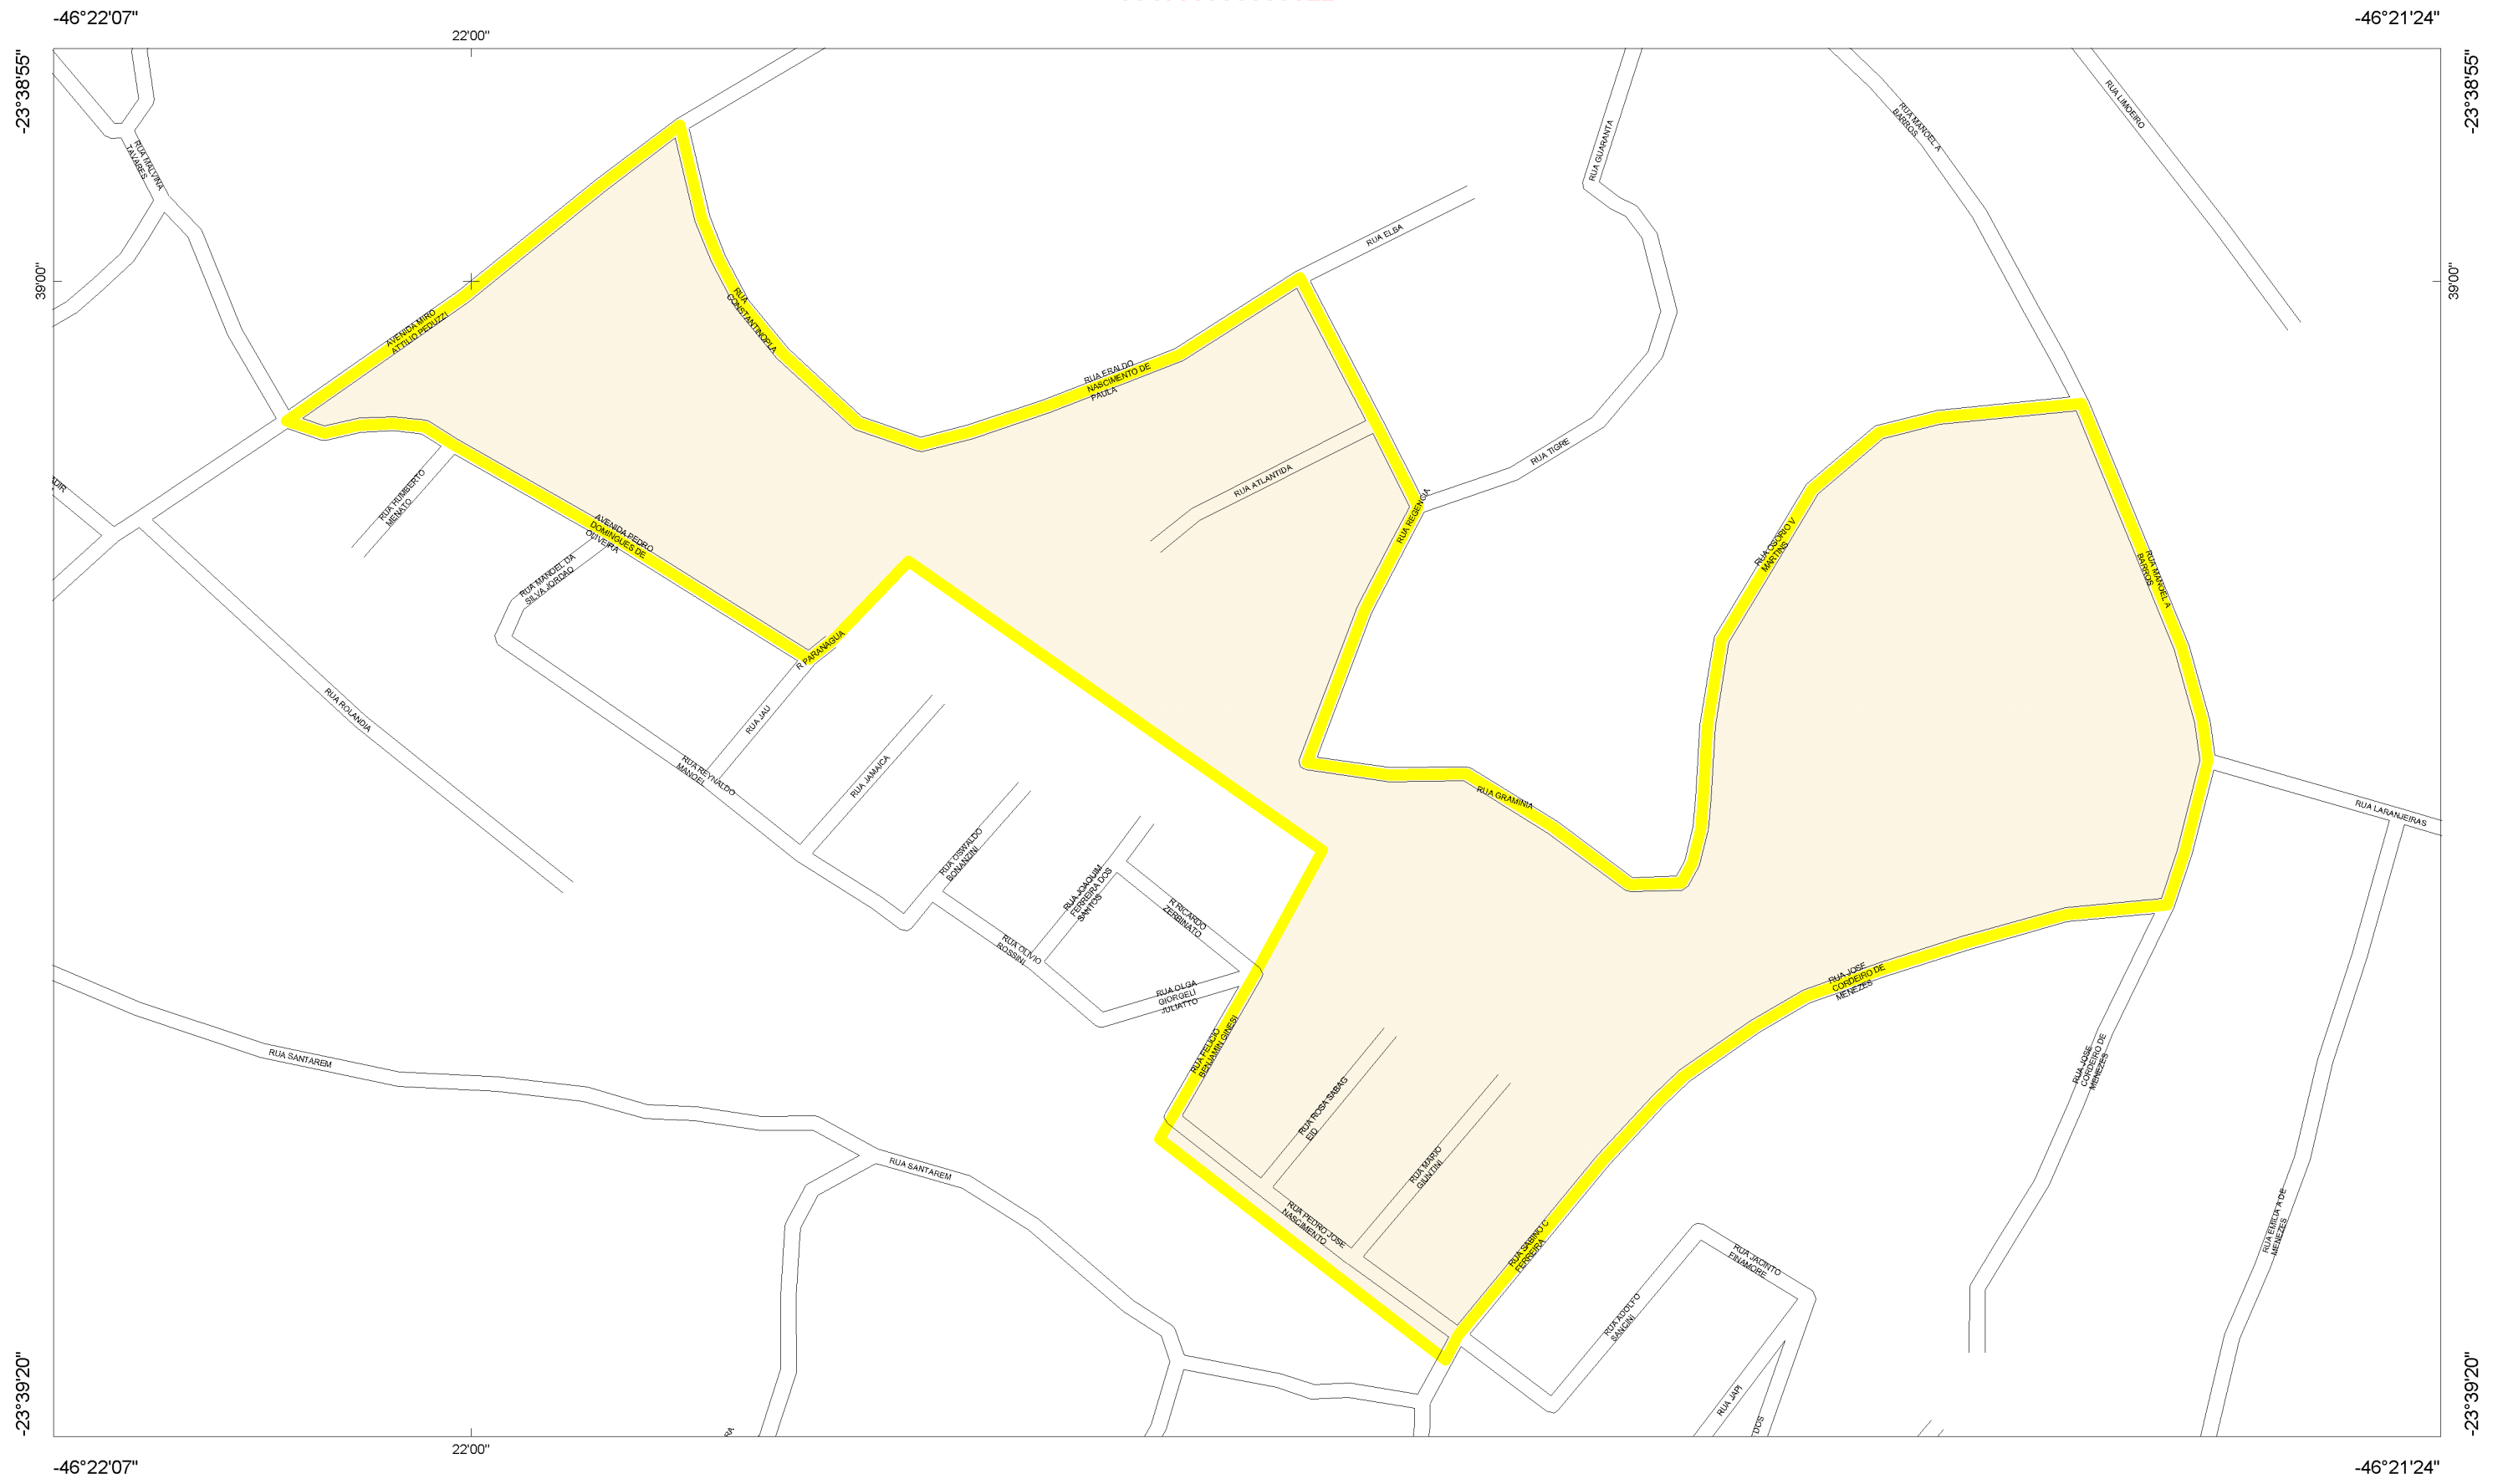 -46°22'07"
-46°21'24"
22'00"
-23°38'55"
-23°38'55"
RUA LIMOEIRO
RUA MANOEL A
BARROS
RUA GUARANTA
RUA MALVINA
TAVARES
RUA ELBA
39'00"
39'00"
AVENIDA MIRO
ATTILIO PEDUZZI
RUA
CONSTANTINOPLA
RUA ERALDO
NASCIMENTO DE
PAULA
RUA TIGRE
RUA ATLANTIDA
RUA REGENCIA
RUA HUMBERTO
MENATO
AVENIDA PEDRO
DOMINGUES DE
OLIVEIRA
RUA OSORIO V
MARTINS
RUA MANOEL A
BARROS
RUA MANOEL DA
SILVA JORDAO
R PARANAGUA
RUA ROLANDIA
RUA JAU
RUA REYNALDO
MANOEL
RUA JAMAICA
RUA GRAMINIA
RUA LARANJEIRAS
RUA OSWALDO
BONANZINI
RUA JOAQUIM
FERREIRA DOS
SANTOS
R RICARDO
ZERBINATO
RUA OLIVIO
ROSSINI
RUA OLGA
GIORGELI
JULIATTO
RUA JOSE
CORDEIRO DE
MENEZES
RUA FELICIO
BENJAMIN GINESI
RUA SANTAREM
RUA JOSE
CORDEIRO DE
MENEZES
RUA ROSA SABAG
EID
RUA MARIO
GIUNTINI
RUA SANTAREM
RUA PEDRO JOSE
NASCIMENTO
RUA SABINO C
FERREIRA
RUA EMILIA A DE
MENEZES
RUA JACINTO
FINAMORE
RUA ADOLFO
SANCINI
RUA JAPI
-23°39'20"
-23°39'20"
22'00"
-46°22'07"
-46°21'24"